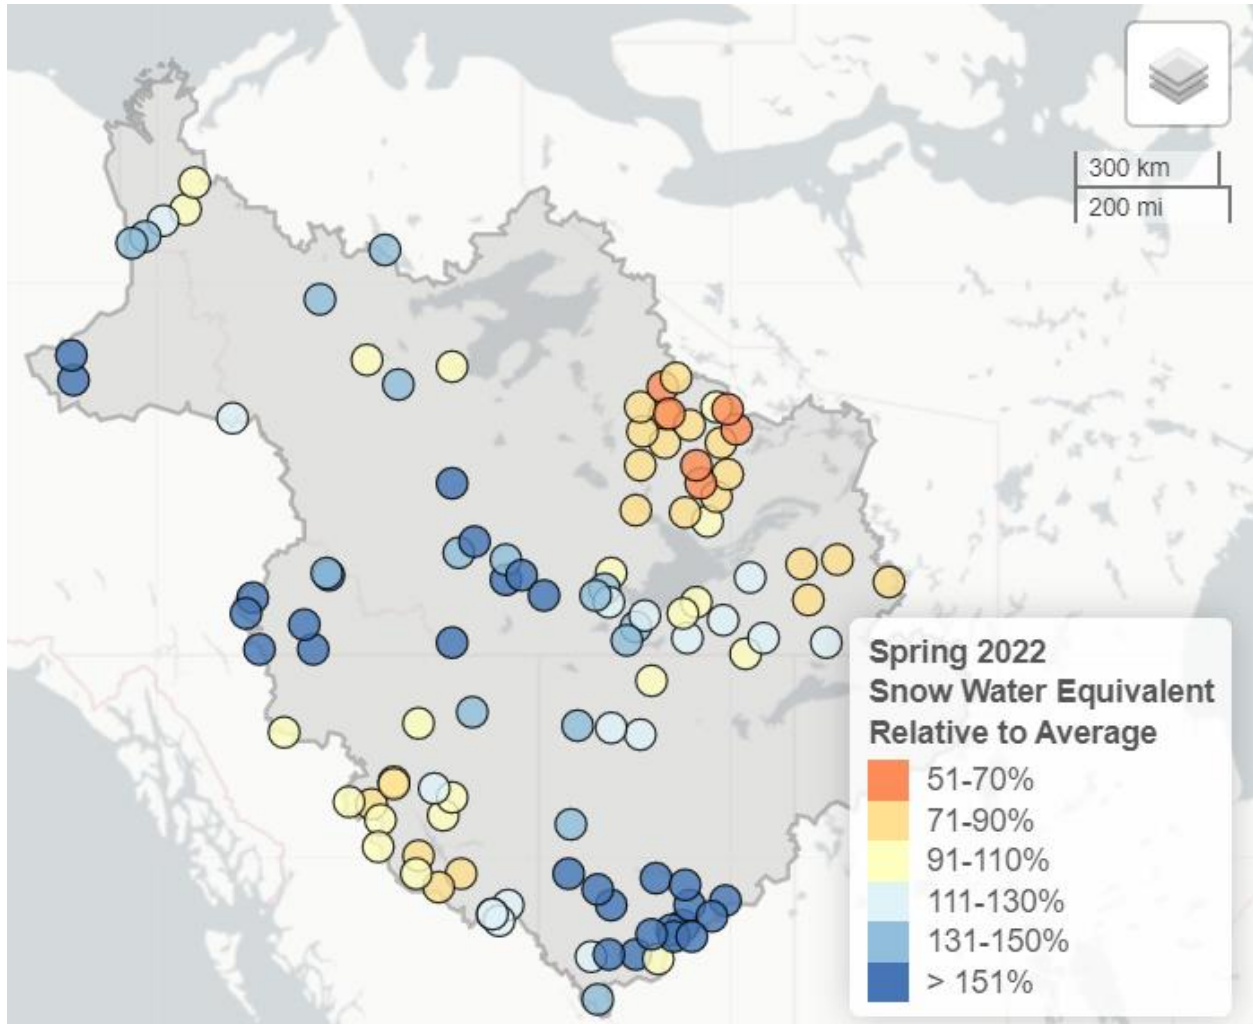 300 km
200 mi
Spring 2022
Snow Water Equivalent
Relative to Average
51-70%
71-90%
91-110%
111-130%
131-150%
> 151%